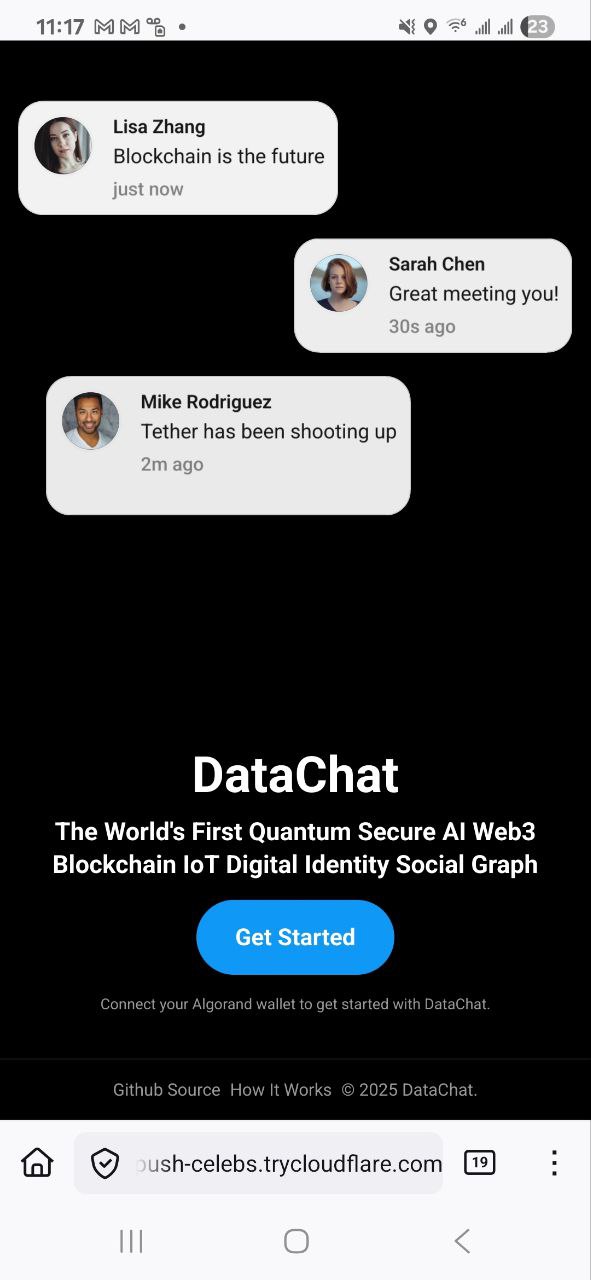 11:17
23
Lisa Zhang
Blockchain is the future
just now
Sarah Chen
Great meeting you!
30s ago
Mike Rodriguez
Tether has been shooting up
2m ago
DataChat
The World's First Quantum Secure AI Web3
Blockchain IoT Digital Identity Social Graph
Get Started
Connect your Algorand wallet to get started with DataChat.
Github Source How It Works © 2025 DataChat.
push-celebs.trycloudflare.com
19